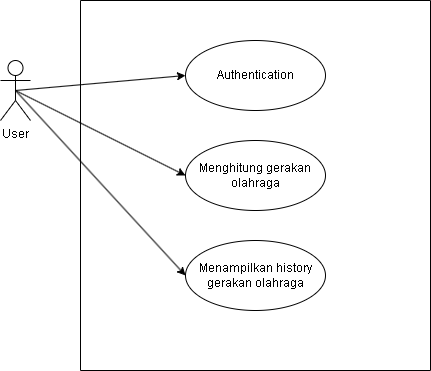 Authentication
User
Menghitung gerakan
olahraga
Menampilkan history
gerakan olahraga